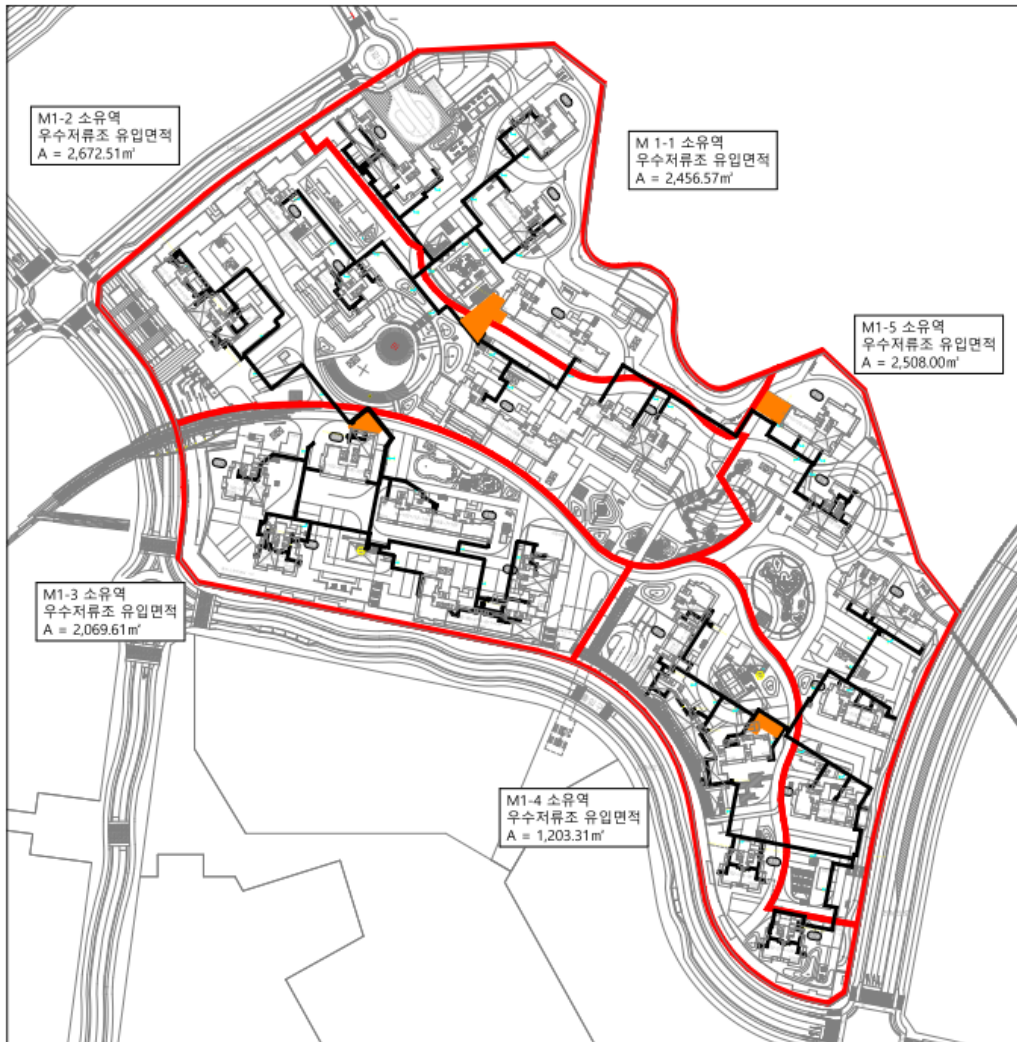 M1-2 소유역
우수저류조 유입면적
A = 2,672.51㎡
M 1-1 소유역
우수저류조 유입면적
A = 2,456.57㎡
M1-5 소유역
우수저류조 유입면적
A = 2,508.00㎡
M1-3 소유역
우수저류조 유입면적
A = 2,069.61㎡
M1-4 소유역
우수저류조 유입면적
A = 1,203.31㎡